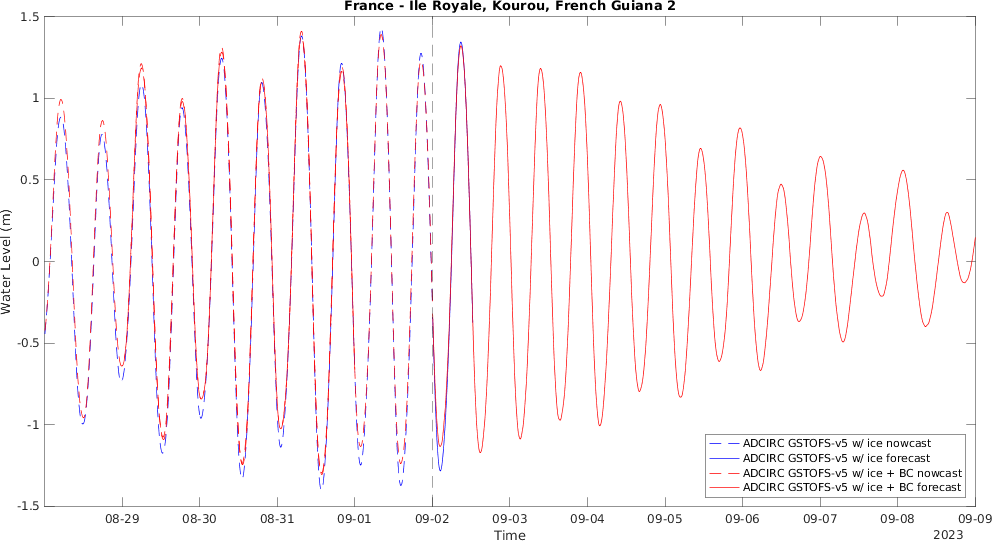 France - Ile Royale, Kourou, French Guiana 2
1.5
1
0.5
0
-0.5
-1
-1.5
Water Level (m)
ADCIRC GSTOFS-v5 w/ ice nowcast
ADCIRC GSTOFS-v5 w/ ice forecast
ADCIRC GSTOFS-v5 w/ ice + BC nowcast
ADCIRC GSTOFS-v5 w/ ice + BC forecast
08-29 08-30 08-31 09-01 09-02 09-03 09-04 09-05 09-06 09-07 09-08 09-09
Time
2023